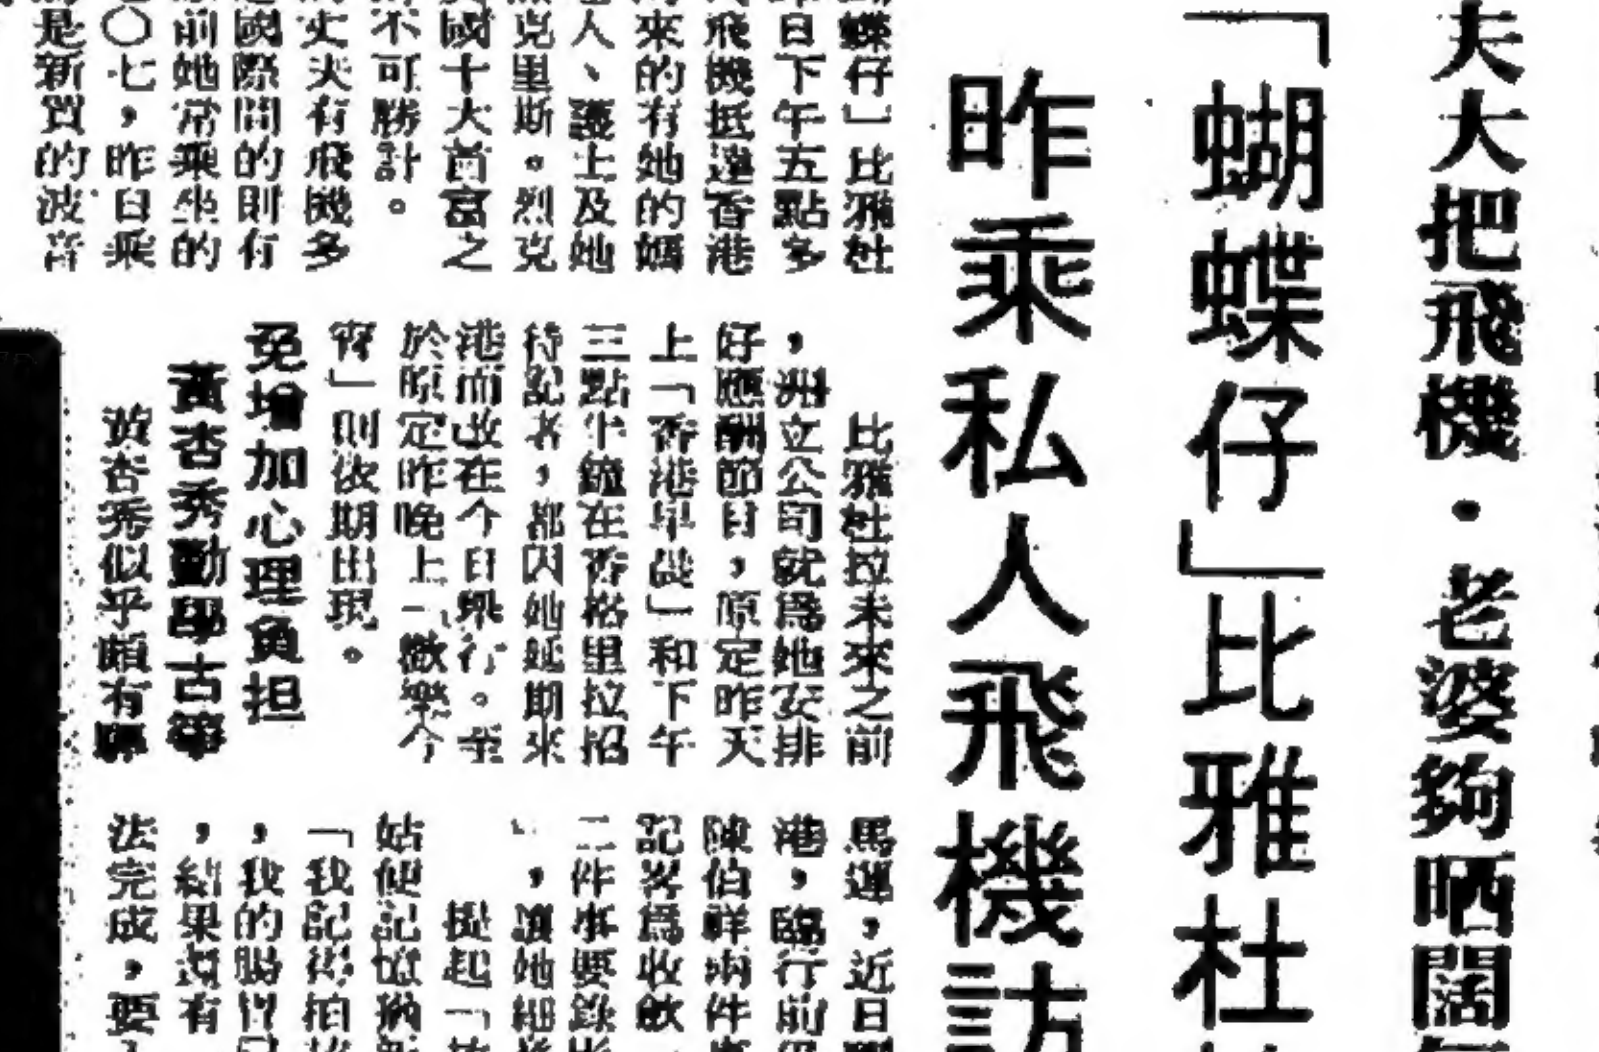 夫大把飛機・老婆夠晒闊
「蝴蝶仔」比雅杜
昨乘私人飛機訪
蝴蝶仔」比雅杜
昨日下午五點多
飛機抵達香港
來的有她的媽
人、護士及她
克里斯。烈克
國十大首富之
不可勝計。
丈夫有飛機多
國際間的則有
前她常乘坐的
七〇七,昨日乘
是新買的波音
比雅杜拉未來之前
,洲立公司就為她安排
好應酬節目,原定昨天
上「香港早晨」和下午
三點半鐘在香格里拉招
待記者,都因她延期來
港而改在今日舉行。至
於原定昨晚上「歡樂今
宵」則依期出現。
免增加心理負担
黃杏秀勤學古箏
黃杏秀似乎頗有
馬運,近日
港,臨行前
陳伯祥兩件
記者為收歛
二件事要錄
,讓她細
提起「
姑便記憶猶新
「我記得拍
,我的腸胃
,結果還有
法完成,要